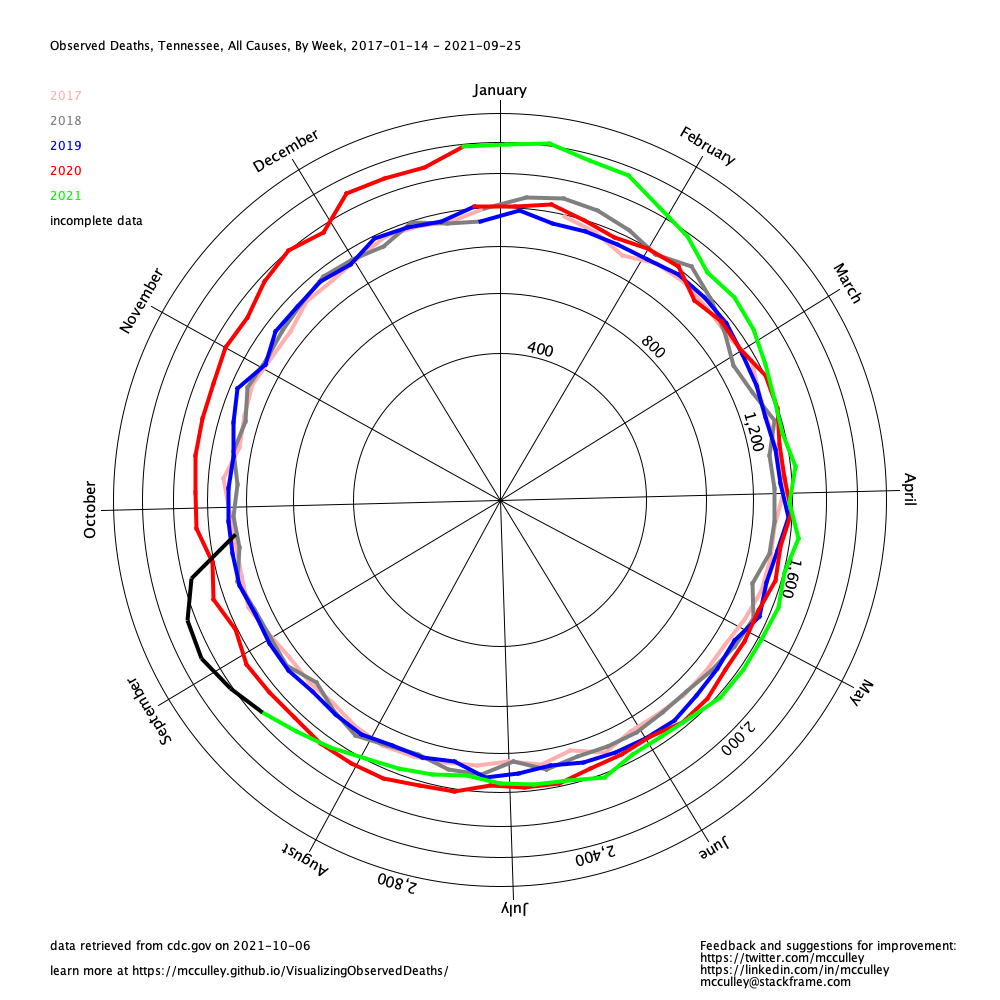 Observed Deaths, Tennessee, All Causes, By Week, 2017-01-14 - 2021-09-25
January
2017
2018
2019
2020
2021
incomplete data
December
February
November
March
400
800
1,200
October
April
1,600
September
May
2,000
August
June
2,400
2,800
July
data retrieved from cdc.gov on 2021-10-06
learn more at https://mcculley.github.io/VisualizingObservedDeaths/
Feedback and suggestions for improvement:
https://twitter.com/mcculley
https://linkedin.com/in/mcculley
mcculley@stackframe.com